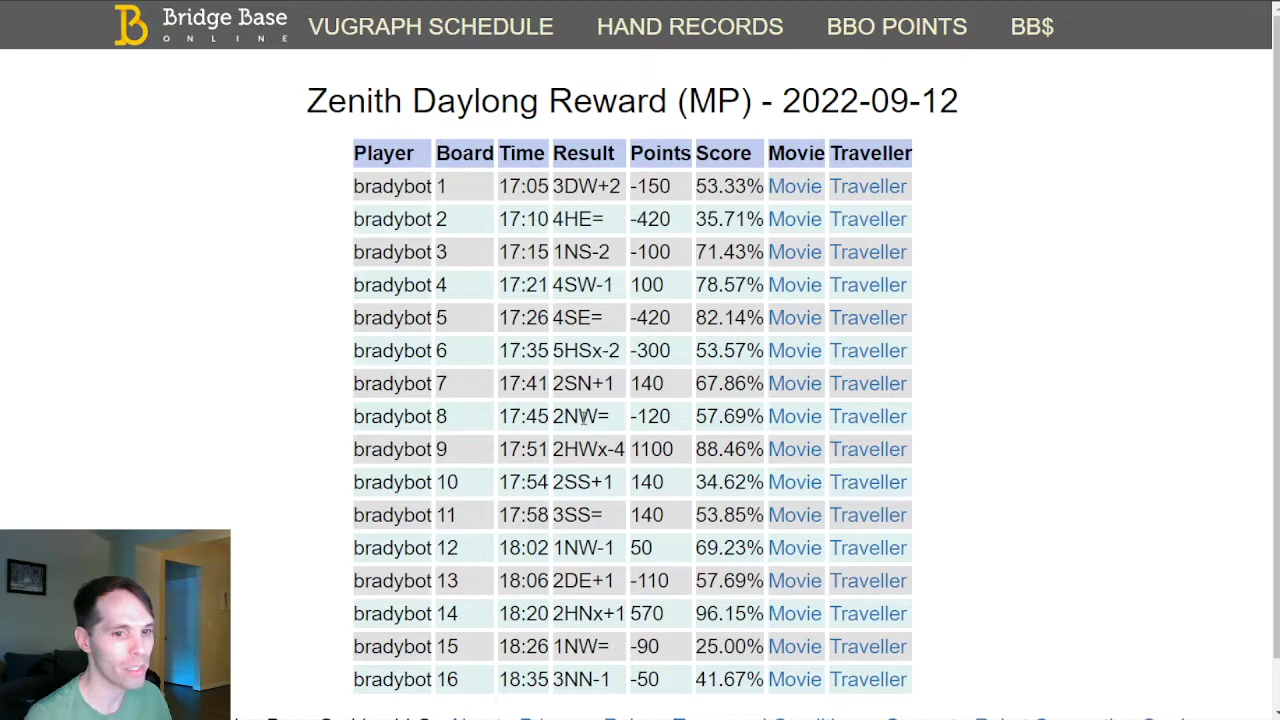 Bridge Base
ONLINE
VUGRAPH SCHEDULE HAND RECORDS BBO POINTS BB$
Zenith Daylong Reward (MP) - 2022-09-12
Player Board Time Result Points Score Movie Traveller
bradybot 1 17:05 3DW+2 -150 53.33% Movie Traveller
bradybot 2 17:10 4HE= -420 35.71% Movie Traveller
bradybot 3 17:15 1NS-2 -100 71.43% Movie Traveller
bradybot 4 17:21 4SW-1 100 78.57% Movie Traveller
bradybot 5 17:26 4SE= -420 82.14% Movie Traveller
bradybot 6 17:35 5HSx-2 -300 53.57% Movie Traveller
bradybot 7 17:41 2SN+1 140 67.86% Movie Traveller
bradybot 8 17:45 2NW= -120 57.69% Movie Traveller
bradybot 9 17:51 2HWx-4 1100 88.46% Movie Traveller
bradybot 10 17:54 2SS+1 140 34.62% Movie Traveller
bradybot 11 17:58 3SS= 140 53.85% Movie Traveller
bradybot 12 18:02 1NW-1 50 69.23% Movie Traveller
bradybot 13 18:06 2DE+1 -110 57.69% Movie Traveller
bradybot 14 18:20 2HNx+1 570 96.15% Movie Traveller
bradybot 15 18:26 1NW= -90 25.00% Movie Traveller
bradybot 16 18:35 3NN-1 -50 41.67% Movie Traveller